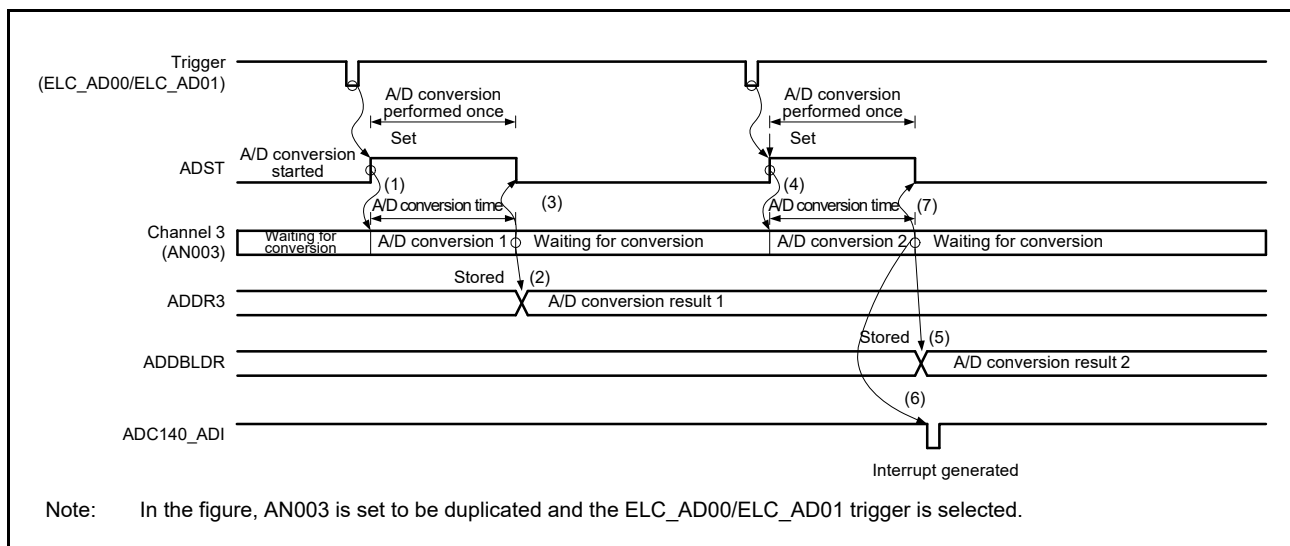 Trigger
(ELC_AD00/ELC_AD01)
A/D conversion
performed once
A/D conversion
performed once
Set
Set
ADST
A/D conversion
started
(1)
(3)
(4)
(7)
A/D conversion time
A/D conversion time
Channel 3
(AN003)
Waiting for
conversion
A/D conversion 1
Waiting for conversion
A/D conversion 2
Waiting for conversion
Stored
(2)
ADDR3
A/D conversion result 1
Stored
(5)
ADDBLDR
A/D conversion result 2
(6)
ADC140_ADI
Interrupt generated
Note: In the figure, AN003 is set to be duplicated and the ELC_AD00/ELC_AD01 trigger is selected.